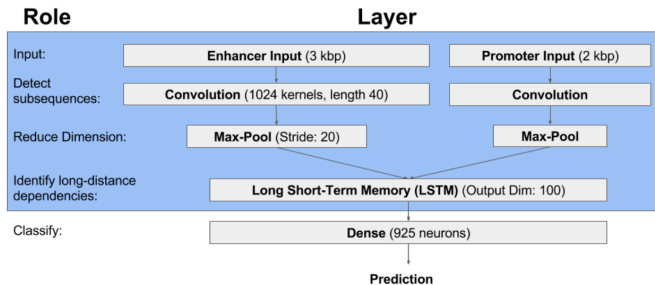 Role Layer
Input: Enhancer Input (3 kbp) Promoter Input (2 kbp)
Detect
subsequences: Convolution (1024 kernels, length 40) Convolution
Reduce Dimension: Max-Pool (Stride: 20) Max-Pool
Identify long-distance
dependencies: Long Short-Term Memory (LSTM) (Output Dim: 100)
Classify: Dense (925 neurons)
Prediction